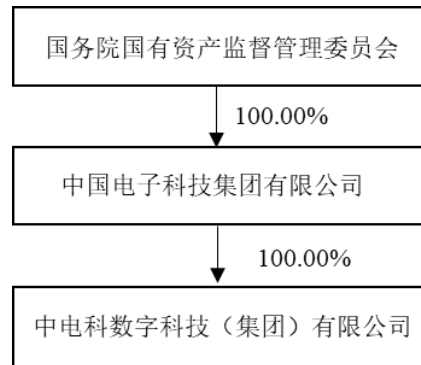 国务院国有资产监督管理委员会
100.00%
中国电子科技集团有限公司
100.00%
中电科数字科技（集团）有限公司